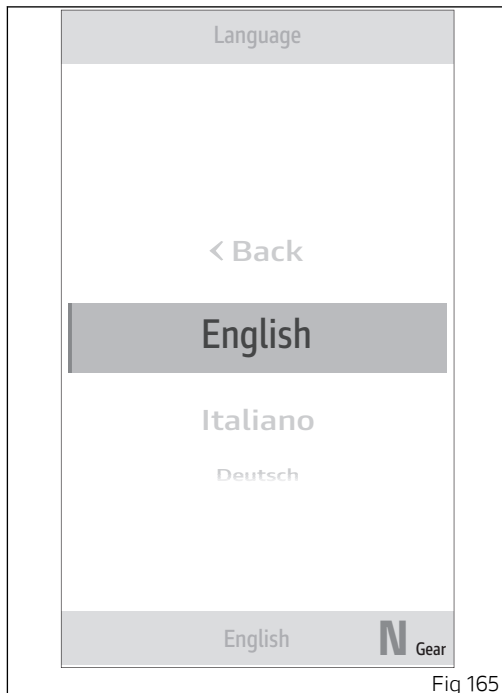 Language
< Back
English
Italiano
Deutsch
English
N Gear
Fig 165